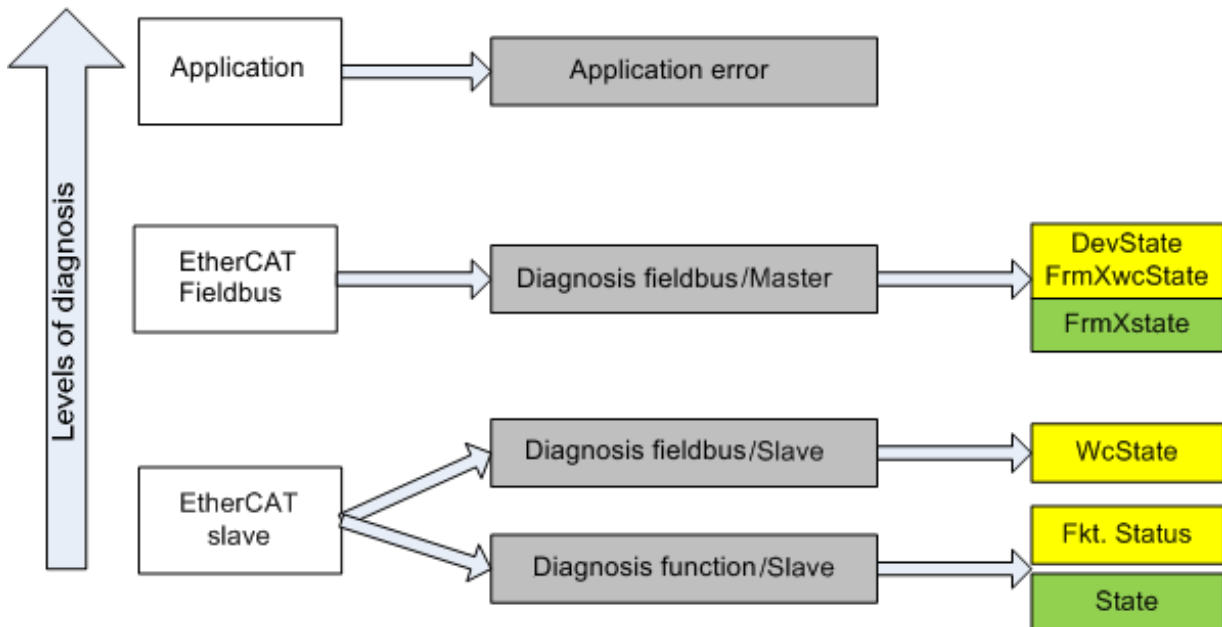 Levels of diagnosis
Application
Application error
EtherCAT
Fieldbus
Diagnosis fieldbus/Master
DevState
FrmXwcState
FrmXstate
EtherCAT
slave
Diagnosis fieldbus/Slave
WcState
Diagnosis function/Slave
Fkt. Status
State